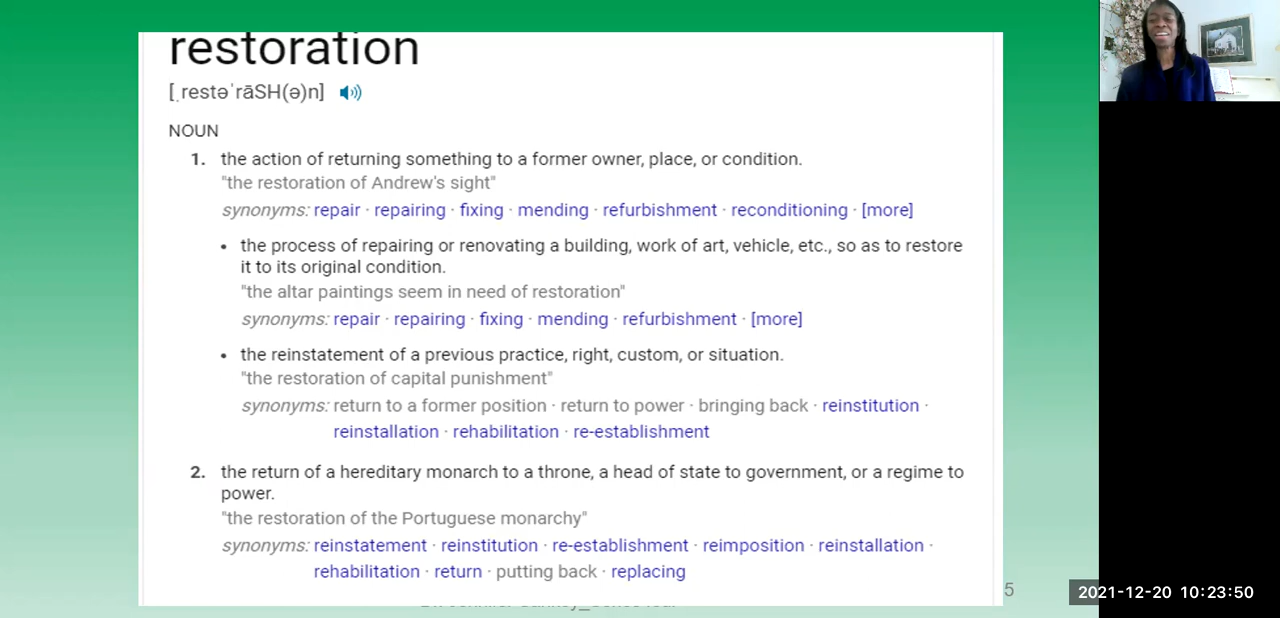 restoration
[ˌrestəˈrāSH(ə)n]
NOUN
1. the action of returning something to a former owner, place, or condition.
"the restoration of Andrew's sight"
synonyms: repair · repairing · fixing · mending · refurbishment · reconditioning · [more]
• the process of repairing or renovating a building, work of art, vehicle, etc., so as to restore
it to its original condition.
"the altar paintings seem in need of restoration"
synonyms: repair · repairing · fixing · mending · refurbishment · [more]
• the reinstatement of a previous practice, right, custom, or situation.
"the restoration of capital punishment"
synonyms: return to a former position · return to power · bringing back · reinstitution ·
reinstallation · rehabilitation · re-establishment
2. the return of a hereditary monarch to a throne, a head of state to government, or a regime to
power.
"the restoration of the Portuguese monarchy"
synonyms: reinstatement · reinstitution · re-establishment · reimposition · reinstallation ·
rehabilitation · return · putting back · replacing
5
2021-12-20 10:23:50